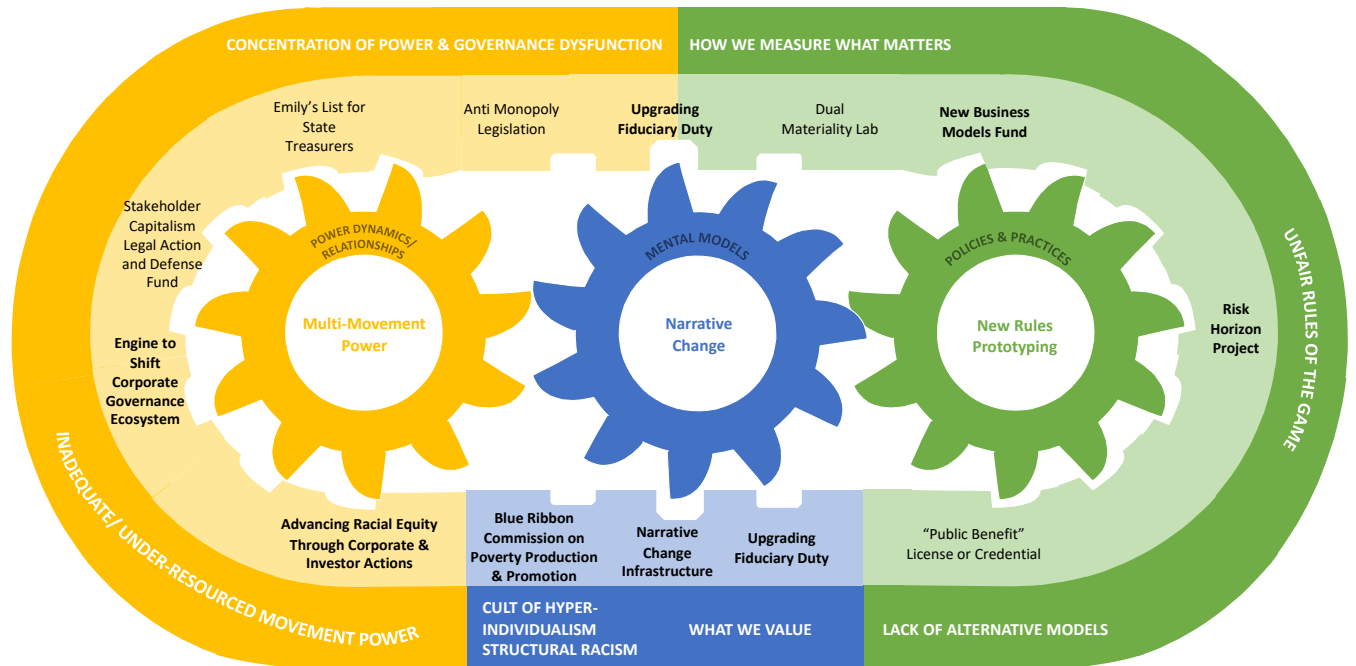 CONCENTRATION OF POWER & GOVERNANCE DYSFUNCTION
HOW WE MEASURE WHAT MATTERS
Emily's List for
State
Treasurers
Anti Monopoly
Legislation
Upgrading
Fiduciary Duty
Dual
Materiality Lab
New Business
Models Fund
Stakeholder
Capitalism
Legal Action
and Defense
Fund
Engine to
Shift
Corporate
Governance
Ecosystem
POWER DYNAMICS/
RELATIONSHIPS
Multi-Movement
Power
MENTAL MODELS
Narrative
Change
POLICIES & PRACTICES
New Rules
Prototyping
Risk
Horizon
Project
UNFAIR RULES OF THE GAME
INADEQUATE/ UNDER-RESOURCED MOVEMENT POWER
Advancing Racial Equity
Through Corporate &
Investor Actions
Blue Ribbon
Commission on
Poverty Production
& Promotion
Narrative
Change
Infrastructure
Upgrading
Fiduciary Duty
“Public Benefit”
License or Credential
CULT OF HYPER-
INDIVIDUALISM
STRUCTURAL RACISM
WHAT WE VALUE
LACK OF ALTERNATIVE MODELS